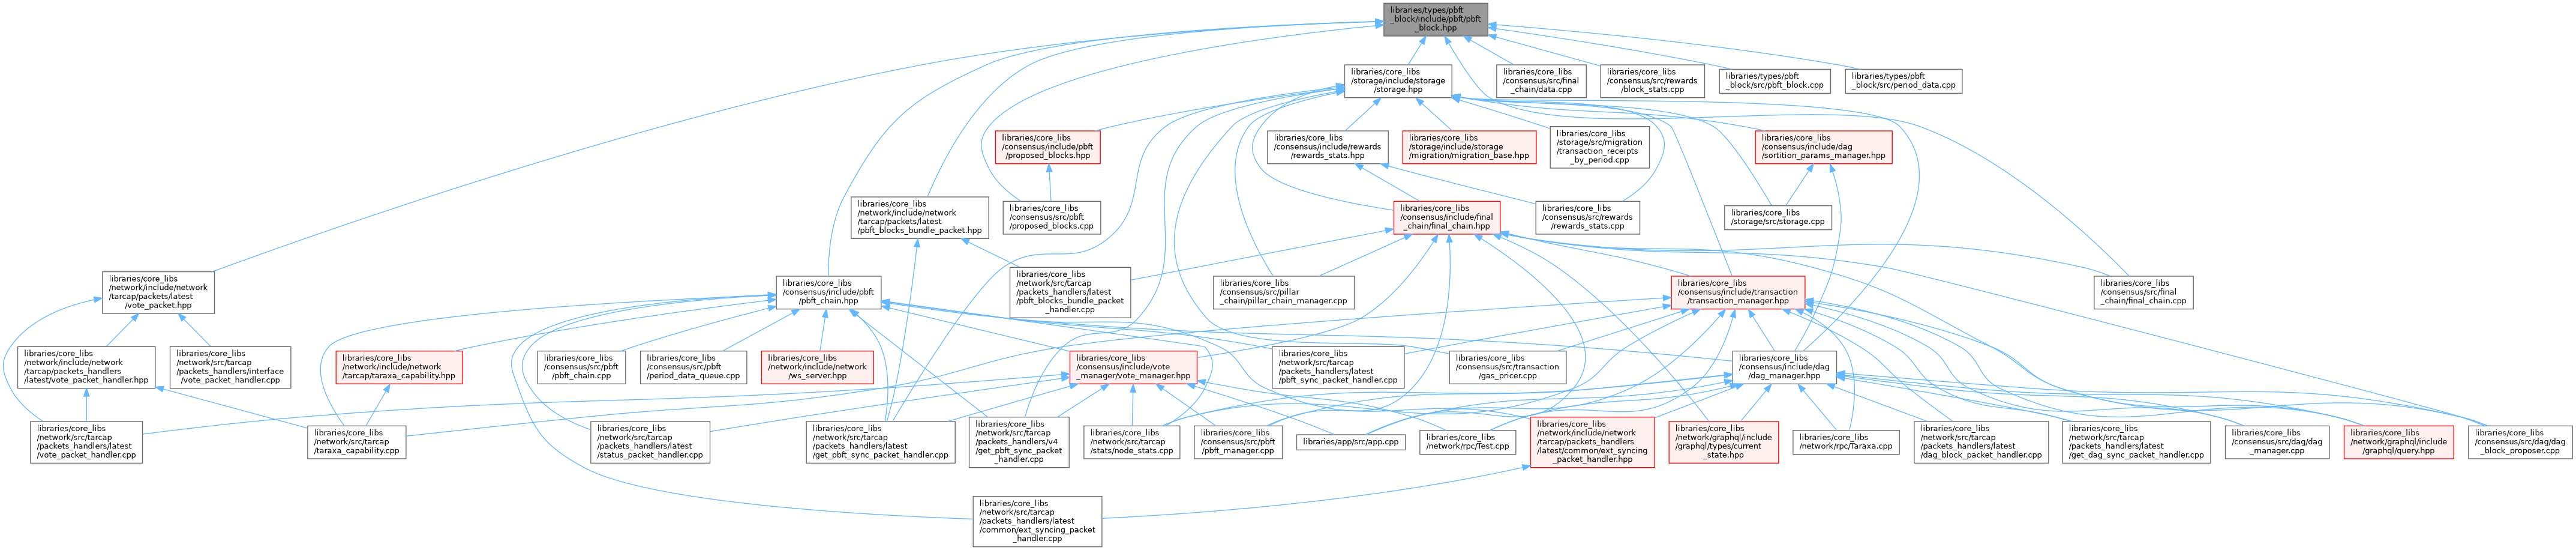 libraries/types/pbft
_block/include/pbft/pbft
_block.hpp
libraries/core_libs
/storage/include/storage
/storage.hpp
libraries/core_libs
/consensus/src/final
_chain/data.cpp
libraries/core_libs
/consensus/src/rewards
/block_stats.cpp
libraries/types/pbft
_block/src/pbft_block.cpp
libraries/types/pbft
_block/src/period_data.cpp
libraries/core_libs
/consensus/include/pbft
/proposed_blocks.hpp
libraries/core_libs
/consensus/include/rewards
/rewards_stats.hpp
libraries/core_libs
/storage/include/storage
/migration/migration_base.hpp
libraries/core_libs
/storage/src/migration
/transaction_receipts
_by_period.cpp
libraries/core_libs
/consensus/include/dag
/sortition_params_manager.hpp
libraries/core_libs
/network/include/network
/tarcap/packets/latest
/pbft_blocks_bundle_packet.hpp
libraries/core_libs
/consensus/src/pbft
/proposed_blocks.cpp
libraries/core_libs
/consensus/include/final
_chain/final_chain.hpp
libraries/core_libs
/consensus/src/rewards
/rewards_stats.cpp
libraries/core_libs
/storage/src/storage.cpp
libraries/core_libs
/network/include/network
/tarcap/packets/latest
/vote_packet.hpp
libraries/core_libs
/consensus/include/pbft
/pbft_chain.hpp
libraries/core_libs
/network/src/tarcap
/packets_handlers/latest
/pbft_blocks_bundle_packet
_handler.cpp
libraries/core_libs
/consensus/src/pillar
_chain/pillar_chain_manager.cpp
libraries/core_libs
/consensus/include/transaction
/transaction_manager.hpp
libraries/core_libs
/consensus/src/final
_chain/final_chain.cpp
libraries/core_libs
/network/include/network
/tarcap/packets_handlers
/latest/vote_packet_handler.hpp
libraries/core_libs
/network/src/tarcap
/packets_handlers/interface
/vote_packet_handler.cpp
libraries/core_libs
/network/include/network
/tarcap/taraxa_capability.hpp
libraries/core_libs
/consensus/src/pbft
/pbft_chain.cpp
libraries/core_libs
/consensus/src/pbft
/period_data_queue.cpp
libraries/core_libs
/network/include/network
/ws_server.hpp
libraries/core_libs
/consensus/include/vote
_manager/vote_manager.hpp
libraries/core_libs
/network/src/tarcap
/packets_handlers/latest
/pbft_sync_packet_handler.cpp
libraries/core_libs
/consensus/src/transaction
/gas_pricer.cpp
libraries/core_libs
/consensus/include/dag
/dag_manager.hpp
libraries/core_libs
/network/src/tarcap
/packets_handlers/latest
/vote_packet_handler.cpp
libraries/core_libs
/network/src/tarcap
/taraxa_capability.cpp
libraries/core_libs
/network/src/tarcap
/packets_handlers/latest
/status_packet_handler.cpp
libraries/core_libs
/network/src/tarcap
/packets_handlers/latest
/get_pbft_sync_packet_handler.cpp
libraries/core_libs
/network/src/tarcap
/packets_handlers/v4
/get_pbft_sync_packet
_handler.cpp
libraries/core_libs
/network/src/tarcap
/stats/node_stats.cpp
libraries/core_libs
/consensus/src/pbft
/pbft_manager.cpp
libraries/app/src/app.cpp
libraries/core_libs
/network/rpc/Test.cpp
libraries/core_libs
/network/include/network
/tarcap/packets_handlers
/latest/common/ext_syncing
_packet_handler.hpp
libraries/core_libs
/network/graphql/include
/graphql/types/current
_state.hpp
libraries/core_libs
/network/rpc/Taraxa.cpp
libraries/core_libs
/network/src/tarcap
/packets_handlers/latest
/dag_block_packet_handler.cpp
libraries/core_libs
/network/src/tarcap
/packets_handlers/latest
/get_dag_sync_packet_handler.cpp
libraries/core_libs
/consensus/src/dag/dag
_manager.cpp
libraries/core_libs
/network/graphql/include
/graphql/query.hpp
libraries/core_libs
/consensus/src/dag/dag
_block_proposer.cpp
libraries/core_libs
/network/src/tarcap
/packets_handlers/latest
/common/ext_syncing_packet
_handler.cpp